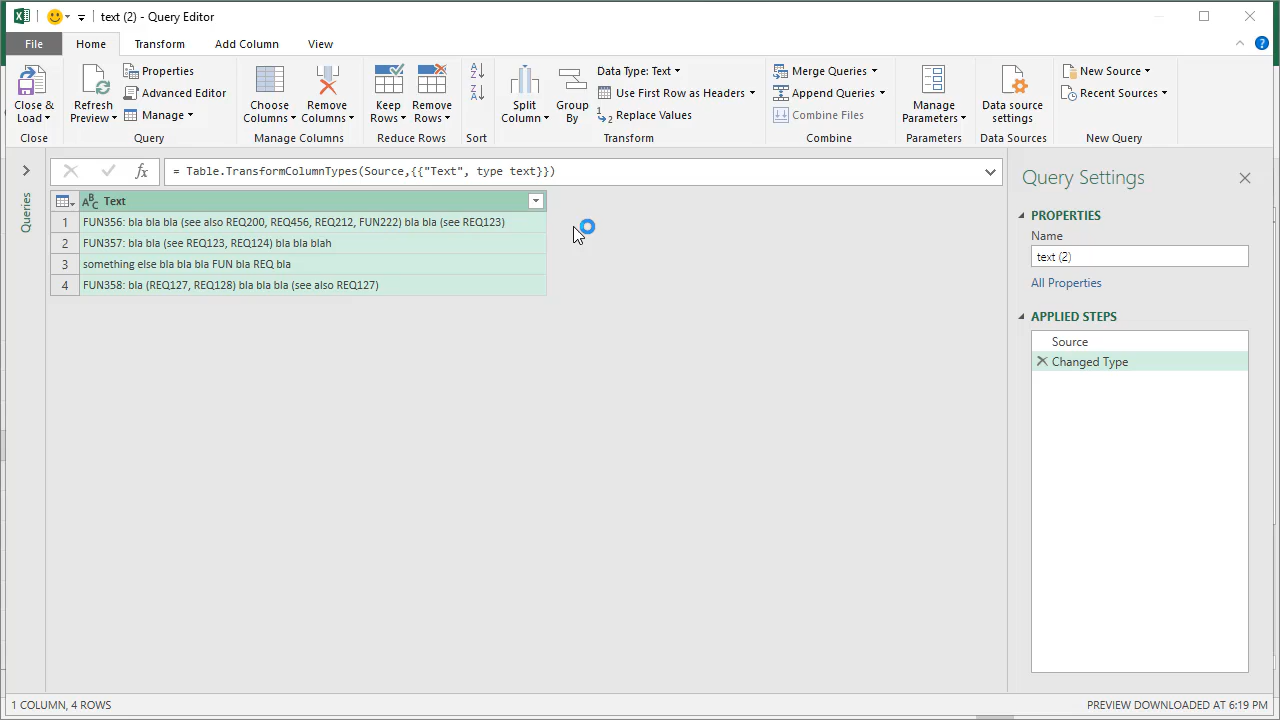 text (2) - Query Editor
File
Home
Transform
Add Column
View
Close & Load
Close
Refresh Preview
Properties
Advanced Editor
Manage
Query
Choose Columns
Remove Columns
Manage Columns
Keep Rows
Remove Rows
Reduce Rows
Sort
Split Column
Group By
Data Type: Text
Use First Row as Headers
Replace Values
Transform
Merge Queries
Append Queries
Combine Files
Combine
Manage Parameters
Parameters
Data source settings
Data Sources
New Source
Recent Sources
New Query
Queries
= Table.TransformColumnTypes(Source,{{"Text", type text}})
Text
1 FUN356: bla bla bla (see also REQ200, REQ456, REQ212, FUN222) bla bla (see REQ123)
2 FUN357: bla bla (see REQ123, REQ124) bla bla blah
3 something else bla bla bla FUN bla REQ bla
4 FUN358: bla (REQ127, REQ128) bla bla bla (see also REQ127)
Query Settings
PROPERTIES
Name
text (2)
All Properties
APPLIED STEPS
Source
Changed Type
1 COLUMN, 4 ROWS
PREVIEW DOWNLOADED AT 6:19 PM